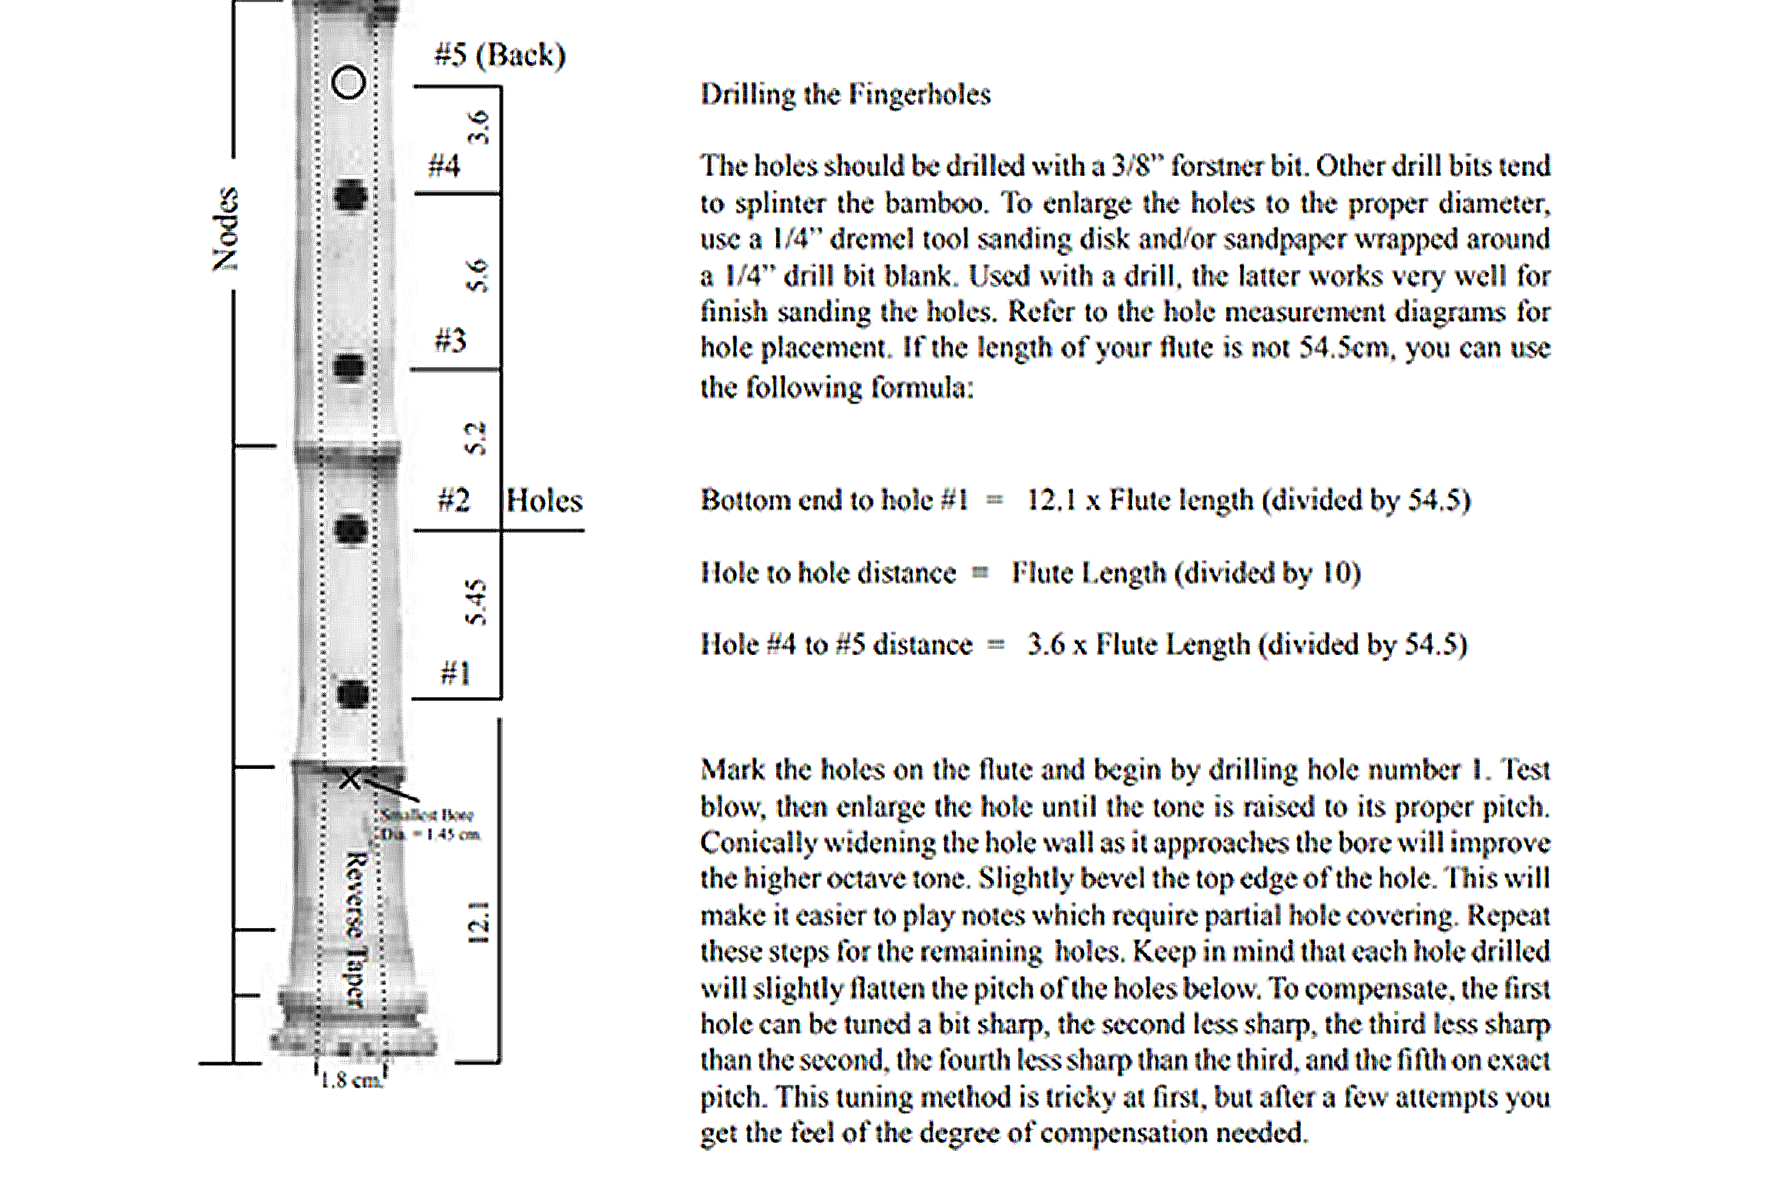 #5 (Back)
3.6
#4
5.6
#3
5.2
#2
Holes
5.45
#1
Nodes
Smallest Bore
Dia. = 1.45 cm.
Reverse Taper
12.1
1.8 cm.
Drilling the Fingerholes
The holes should be drilled with a 3/8” forstner bit. Other drill bits tend
to splinter the bamboo. To enlarge the holes to the proper diameter,
use a 1/4” dremel tool sanding disk and/or sandpaper wrapped around
a 1/4” drill bit blank. Used with a drill, the latter works very well for
finish sanding the holes. Refer to the hole measurement diagrams for
hole placement. If the length of your flute is not 54.5cm, you can use
the following formula:
Bottom end to hole #1 = 12.1 x Flute length (divided by 54.5)
Hole to hole distance = Flute Length (divided by 10)
Hole #4 to #5 distance = 3.6 x Flute Length (divided by 54.5)
Mark the holes on the flute and begin by drilling hole number 1. Test
blow, then enlarge the hole until the tone is raised to its proper pitch.
Conically widening the hole wall as it approaches the bore will improve
the higher octave tone. Slightly bevel the top edge of the hole. This will
make it easier to play notes which require partial hole covering. Repeat
these steps for the remaining holes. Keep in mind that each hole drilled
will slightly flatten the pitch of the holes below. To compensate, the first
hole can be tuned a bit sharp, the second less sharp, the third less sharp
than the second, the fourth less sharp than the third, and the fifth on exact
pitch. This tuning method is tricky at first, but after a few attempts you
get the feel of the degree of compensation needed.